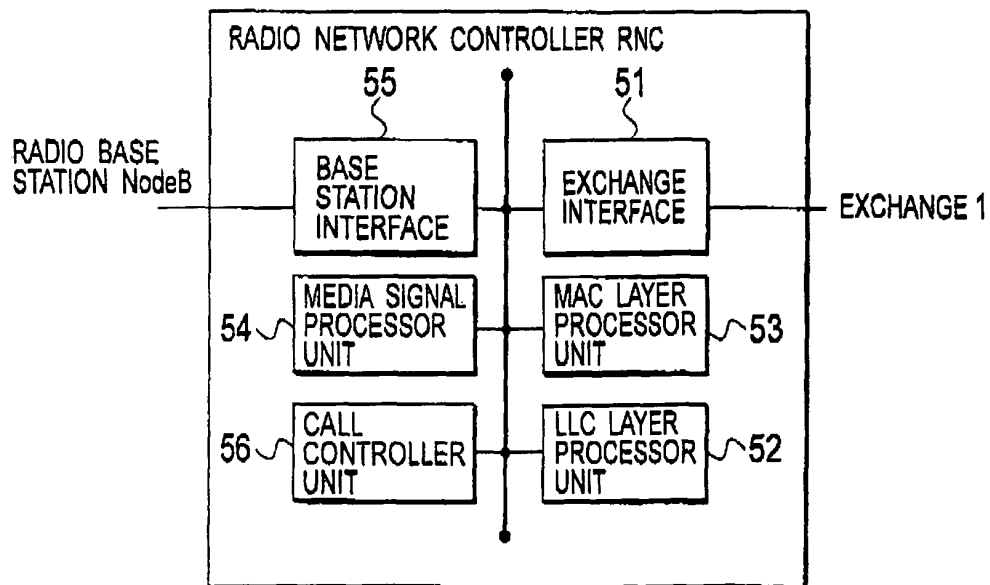 RADIO NETWORK CONTROLLER RNC
55
51
RADIO BASE
STATION NodeB
BASE
STATION
INTERFACE
EXCHANGE
INTERFACE
EXCHANGE 1
54
MEDIA SIGNAL
PROCESSOR
UNIT
MAC LAYER
PROCESSOR
UNIT
53
56
CALL
CONTROLLER
UNIT
LLC LAYER
PROCESSOR
UNIT
52